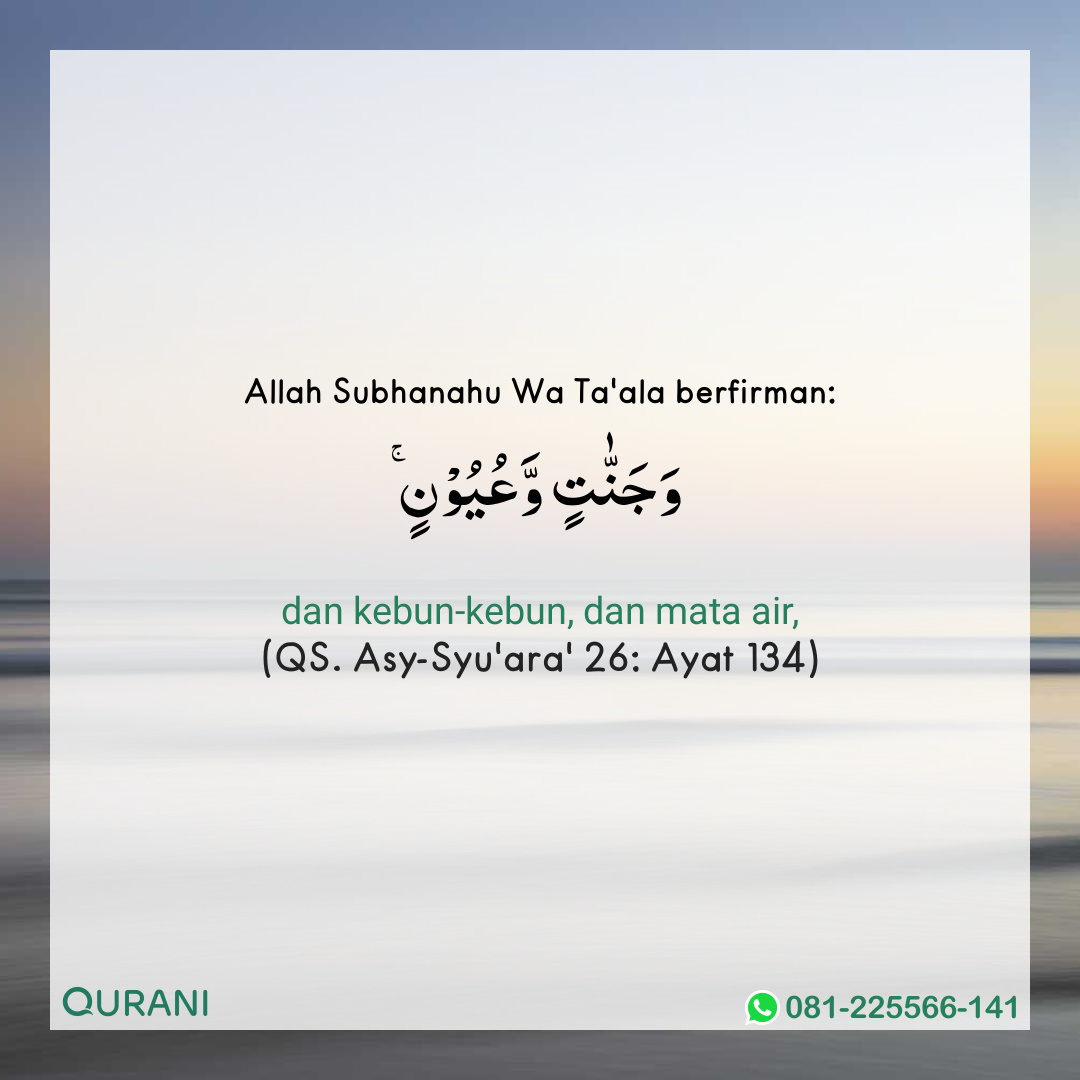 Allah Subhanahu Wa Ta'ala berfirman:
وَجَنّٰتٍ وَّعُيُوْنٍۚ
dan kebun-kebun, dan mata air,
(QS. Asy-Syu'ara' 26: Ayat 134)
QURANI
081-225566-141